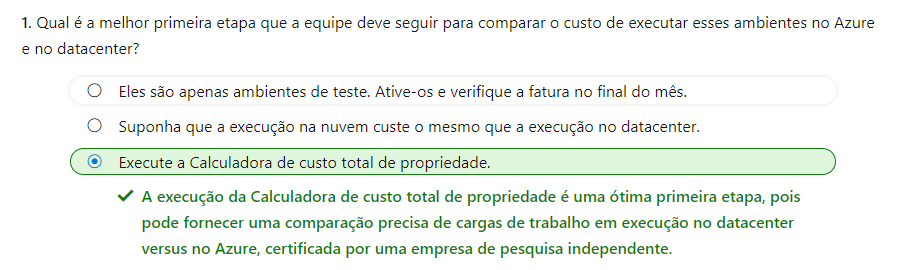 1. Qual é a melhor primeira etapa que a equipe deve seguir para comparar o custo de executar esses ambientes no Azure
e no datacenter?
Eles são apenas ambientes de teste. Ative-os e verifique a fatura no final do mês.
Suponha que a execução na nuvem custe o mesmo que a execução no datacenter.
Execute a Calculadora de custo total de propriedade.
A execução da Calculadora de custo total de propriedade é uma ótima primeira etapa, pois
pode fornecer uma comparação precisa de cargas de trabalho em execução no datacenter
versus no Azure, certificada por uma empresa de pesquisa independente.